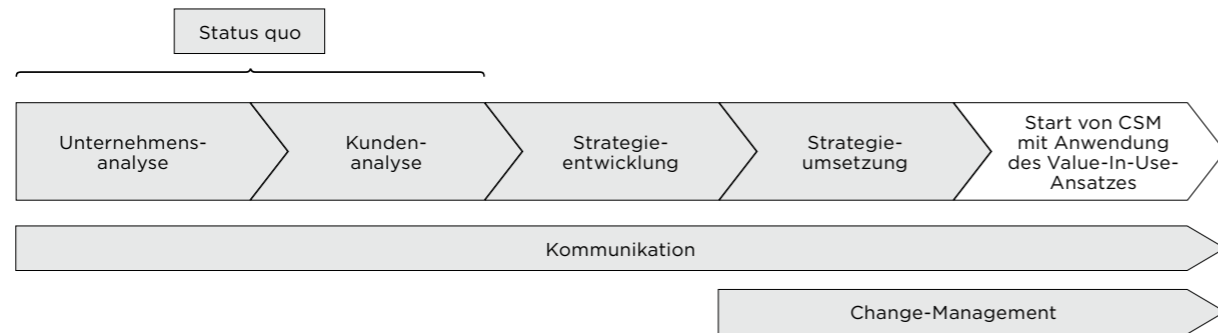 Status quo
Unternehmens-
analyse
Kunden-
analyse
Strategie-
entwicklung
Strategie-
umsetzung
Start von CSM
mit Anwendung
des Value-In-Use-
Ansatzes
Kommunikation
Change-Management